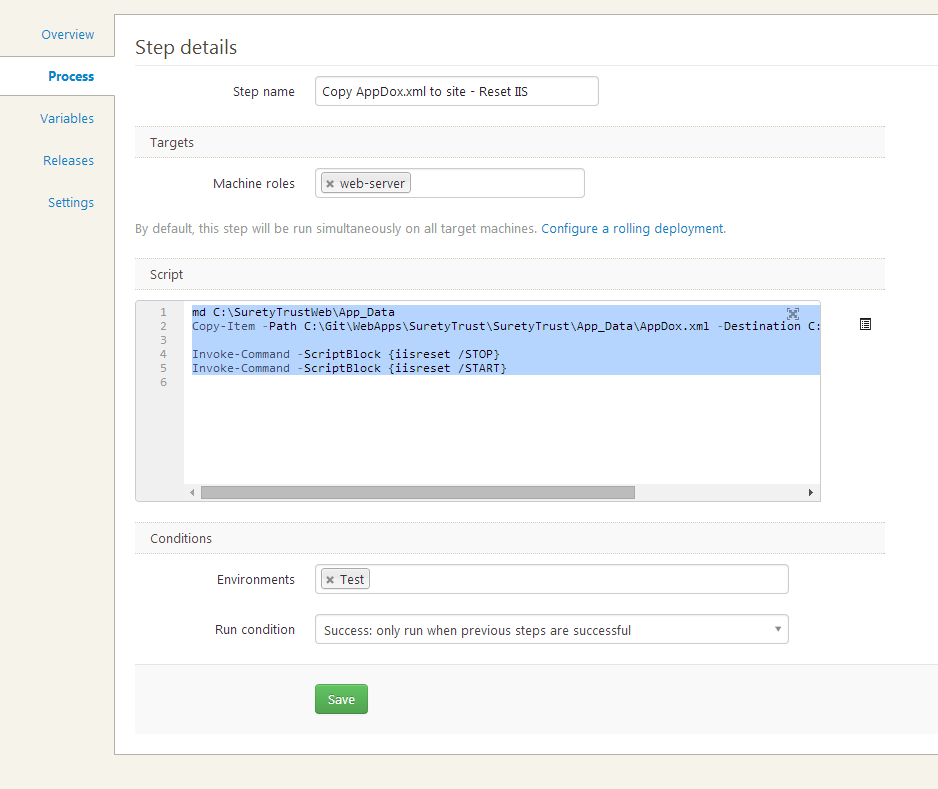 Overview
Process
Variables
Releases
Settings
Step details
Step name Copy AppDox.xml to site - Reset IIS
Targets
Machine roles × web-server
By default, this step will be run simultaneously on all target machines. Configure a rolling deployment.
Script
1 md C:\SuretyTrustWeb\App_Data
2 Copy-Item -Path C:\Git\WebApps\SuretyTrust\SuretyTrust\App_Data\AppDox.xml -Destination C:
3
4 Invoke-Command -ScriptBlock {iisreset /STOP}
5 Invoke-Command -ScriptBlock {iisreset /START}
6
Conditions
Environments × Test
Run condition Success: only run when previous steps are successful
Save